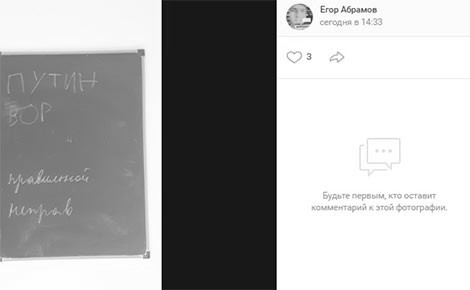 ПУТИН
ВОР
правильной
неправ
Егор Абрамов
сегодня в 14:33
3
Будьте первым, кто оставит
комментарий к этой фотографии.